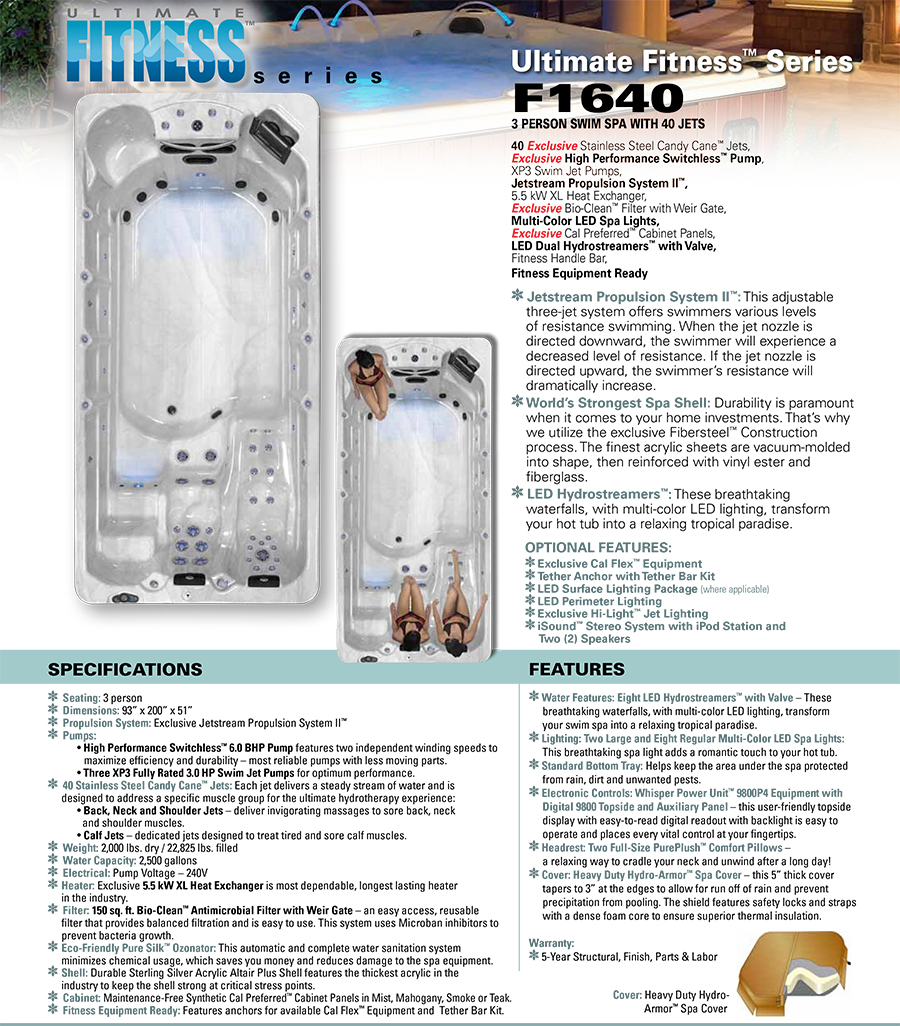 ULTIMATE
FITNESS™
series
Ultimate Fitness™ Series
F1640
3 PERSON SWIM SPA WITH 40 JETS
40 Exclusive Stainless Steel Candy Cane™ Jets,
Exclusive High Performance Switchless™ Pump,
XP3 Swim Jet Pumps,
Jetstream Propulsion System II™,
5.5 kW XL Heat Exchanger,
Exclusive Bio-Clean™ Filter with Weir Gate,
Multi-Color LED Spa Lights,
Exclusive Cal Preferred™ Cabinet Panels,
LED Dual Hydrostreamers™ with Valve,
Fitness Handle Bar,
Fitness Equipment Ready
✻ Jetstream Propulsion System II™: This adjustable
three-jet system offers swimmers various levels
of resistance swimming. When the jet nozzle is
directed downward, the swimmer will experience a
decreased level of resistance. If the jet nozzle is
directed upward, the swimmer's resistance will
dramatically increase.
✻ World's Strongest Spa Shell: Durability is paramount
when it comes to your home investments. That's why
we utilize the exclusive Fibersteel™ Construction
process. The finest acrylic sheets are vacuum-molded
into shape, then reinforced with vinyl ester and
fiberglass.
✻ LED Hydrostreamers™: These breathtaking
waterfalls, with multi-color LED lighting, transform
your hot tub into a relaxing tropical paradise.
OPTIONAL FEATURES:
✻ Exclusive Cal Flex™ Equipment
✻ Tether Anchor with Tether Bar Kit
✻ LED Surface Lighting Package (where applicable)
✻ LED Perimeter Lighting
✻ Exclusive Hi-Light™ Jet Lighting
✻ iSound™ Stereo System with iPod Station and
Two (2) Speakers
SPECIFICATIONS
✻ Seating: 3 person
✻ Dimensions: 93" x 200" x 51"
✻ Propulsion System: Exclusive Jetstream Propulsion System II™
✻ Pumps:
• High Performance Switchless™ 6.0 BHP Pump features two independent winding speeds to
maximize efficiency and durability – most reliable pumps with less moving parts.
• Three XP3 Fully Rated 3.0 HP Swim Jet Pumps for optimum performance.
✻ 40 Stainless Steel Candy Cane™ Jets: Each jet delivers a steady stream of water and is
designed to address a specific muscle group for the ultimate hydrotherapy experience:
• Back, Neck and Shoulder Jets – deliver invigorating massages to sore back, neck
and shoulder muscles.
• Calf Jets – dedicated jets designed to treat tired and sore calf muscles.
✻ Weight: 2,000 lbs. dry / 22,825 lbs. filled
✻ Water Capacity: 2,500 gallons
✻ Electrical: Pump Voltage – 240V
✻ Heater: Exclusive 5.5 kW XL Heat Exchanger is most dependable, longest lasting heater
in the industry.
✻ Filter: 150 sq. ft. Bio-Clean™ Antimicrobial Filter with Weir Gate – an easy access, reusable
filter that provides balanced filtration and is easy to use. This system uses Microban inhibitors to
prevent bacteria growth.
✻ Eco-Friendly Pure Silk™ Ozonator: This automatic and complete water sanitation system
minimizes chemical usage, which saves you money and reduces damage to the spa equipment.
✻ Shell: Durable Sterling Silver Acrylic Altair Plus Shell features the thickest acrylic in the
industry to keep the shell strong at critical stress points.
✻ Cabinet: Maintenance-Free Synthetic Cal Preferred™ Cabinet Panels in Mist, Mahogany, Smoke or Teak.
✻ Fitness Equipment Ready: Features anchors for available Cal Flex™ Equipment and Tether Bar Kit.
FEATURES
✻ Water Features: Eight LED Hydrostreamers™ with Valve – These
breathtaking waterfalls, with multi-color LED lighting, transform
your swim spa into a relaxing tropical paradise.
✻ Lighting: Two Large and Eight Regular Multi-Color LED Spa Lights:
This breathtaking spa light adds a romantic touch to your hot tub.
✻ Standard Bottom Tray: Helps keep the area under the spa protected
from rain, dirt and unwanted pests.
✻ Electronic Controls: Whisper Power Unit™ 9800P4 Equipment with
Digital 9800 Topside and Auxiliary Panel – this user-friendly topside
display with easy-to-read digital readout with backlight is easy to
operate and places every vital control at your fingertips.
✻ Headrest: Two Full-Size PurePlush™ Comfort Pillows –
a relaxing way to cradle your neck and unwind after a long day!
✻ Cover: Heavy Duty Hydro-Armor™ Spa Cover – this 5" thick cover
tapers to 3" at the edges to allow for run off of rain and prevent
precipitation from pooling. The shield features safety locks and straps
with a dense foam core to ensure superior thermal insulation.
Warranty:
✻ 5-Year Structural, Finish, Parts & Labor
Cover: Heavy Duty Hydro-
Armor™ Spa Cover